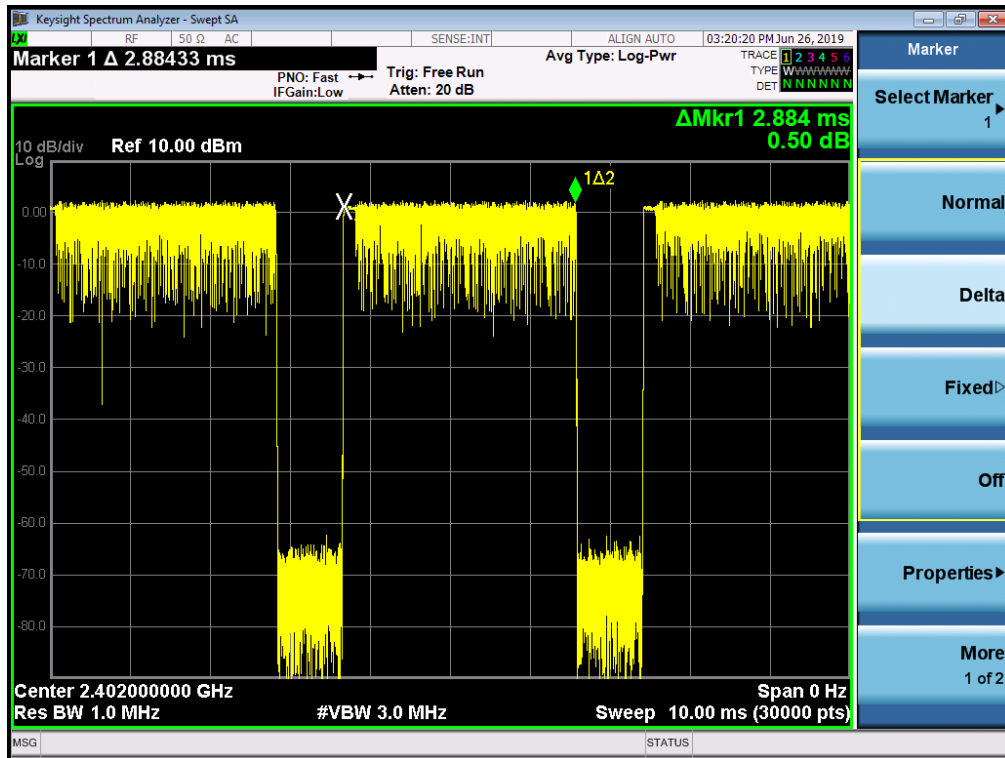 Keysight Spectrum Analyzer - Swept SA
LXI RF 50 Ω AC SENSE:INT ALIGN AUTO 03:20:20 PM Jun 26, 2019
Marker 1 Δ 2.88433 ms
PNO: Fast
IFGain:Low
Trig: Free Run
Atten: 20 dB
Avg Type: Log-Pwr
TRACE 1 2 3 4 5 6
TYPE WWWWWW
DET N N N N N N
ΔMkr1 2.884 ms
0.50 dB
10 dB/div Ref 10.00 dBm
Log
1Δ2
0.00
-10.0
-20.0
-30.0
-40.0
-50.0
-60.0
-70.0
-80.0
Center 2.402000000 GHz Span 0 Hz
Res BW 1.0 MHz #VBW 3.0 MHz Sweep 10.00 ms (30000 pts)
MSG STATUS
Marker
Select Marker
1
Normal
Delta
Fixed
Off
Properties
More
1 of 2